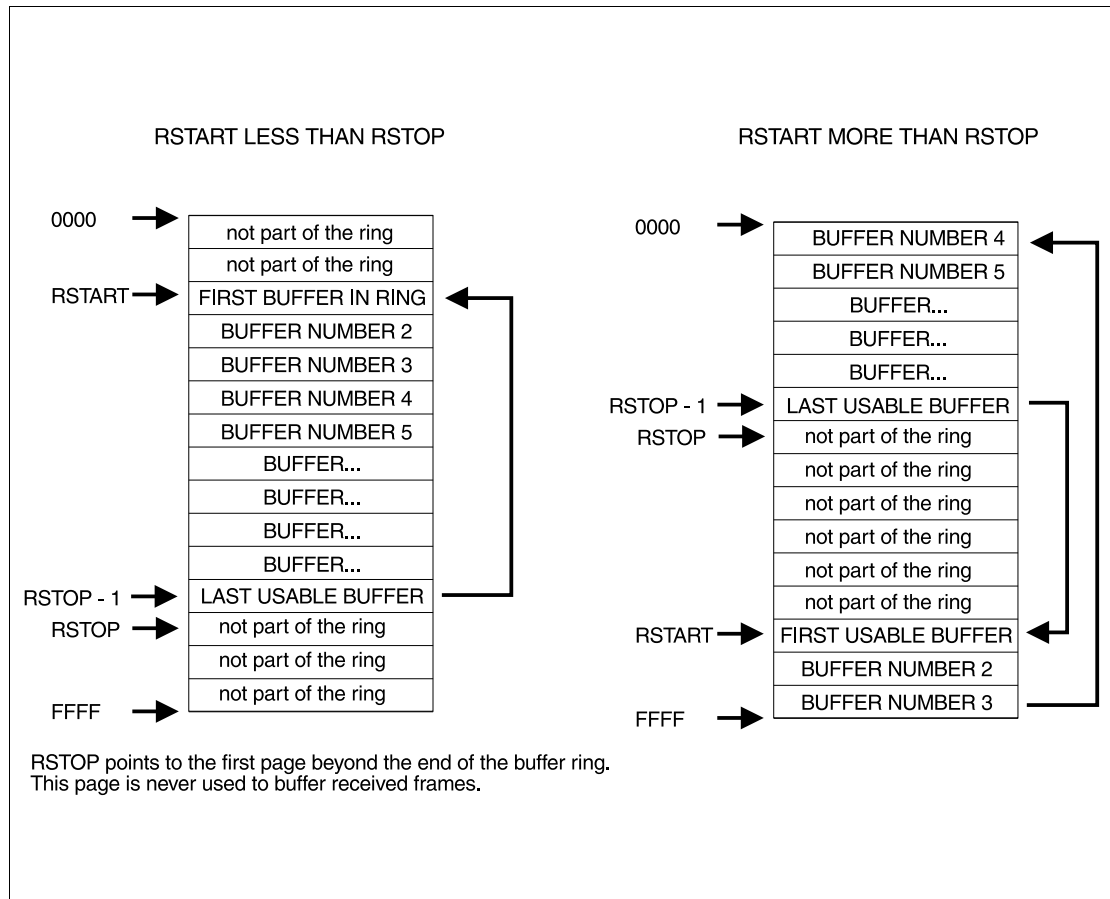 RSTART LESS THAN RSTOP
0000
not part of the ring
not part of the ring
RSTART
FIRST BUFFER IN RING
BUFFER NUMBER 2
BUFFER NUMBER 3
BUFFER NUMBER 4
BUFFER NUMBER 5
BUFFER...
BUFFER...
BUFFER...
BUFFER...
RSTOP - 1
LAST USABLE BUFFER
RSTOP
not part of the ring
not part of the ring
not part of the ring
FFFF
RSTART MORE THAN RSTOP
0000
BUFFER NUMBER 4
BUFFER NUMBER 5
BUFFER...
BUFFER...
BUFFER...
RSTOP - 1
LAST USABLE BUFFER
RSTOP
not part of the ring
not part of the ring
not part of the ring
not part of the ring
not part of the ring
not part of the ring
RSTART
FIRST USABLE BUFFER
BUFFER NUMBER 2
BUFFER NUMBER 3
FFFF
RSTOP points to the first page beyond the end of the buffer ring.
This page is never used to buffer received frames.